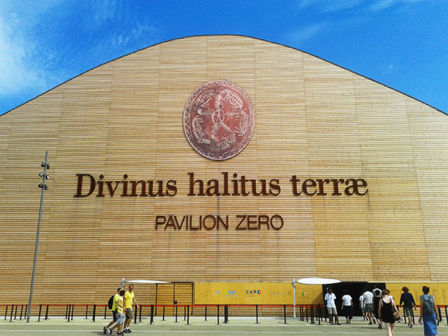 Divinus halitus terræ
PAVILION ZERO
EXPO